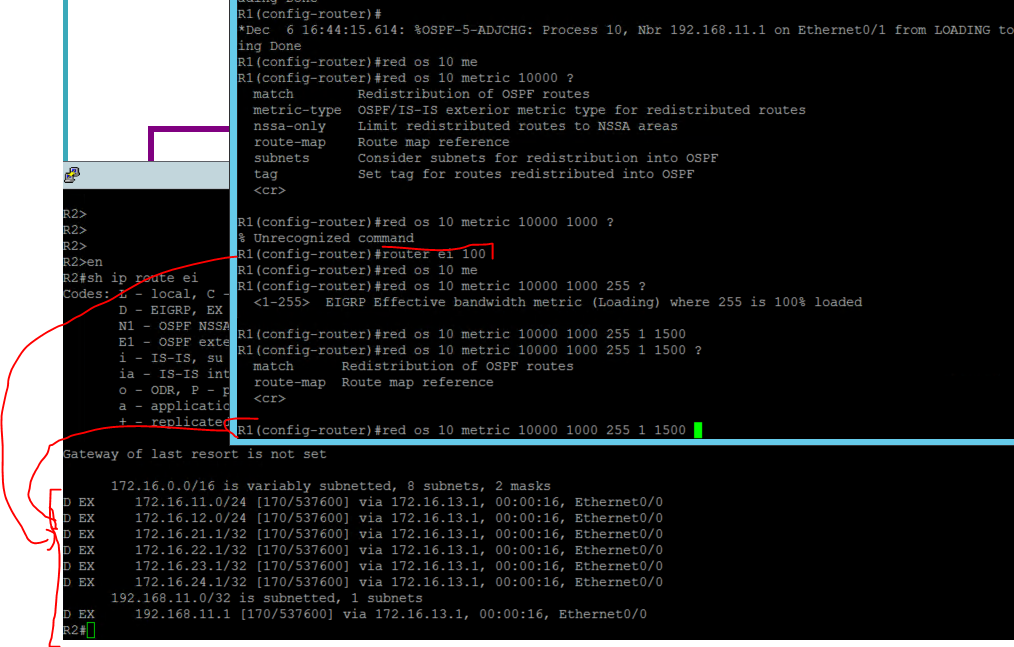 ding Done
R1(config-router)#
*Dec  6 16:44:15.614: %OSPF-5-ADJCHG: Process 10, Nbr 192.168.11.1 on Ethernet0/1 from LOADING to
ing Done
R1(config-router)#red os 10 me
R1(config-router)#red os 10 metric 10000 ?
  match        Redistribution of OSPF routes
  metric-type  OSPF/IS-IS exterior metric type for redistributed routes
  nssa-only    Limit redistributed routes to NSSA areas
  route-map    Route map reference
  subnets      Consider subnets for redistribution into OSPF
  tag          Set tag for routes redistributed into OSPF
  <cr>
R1(config-router)#red os 10 metric 10000 1000 ?
% Unrecognized command
R1(config-router)#router ei 100
R1(config-router)#red os 10 me
R1(config-router)#red os 10 metric 10000 1000 255 ?
  <1-255>  EIGRP Effective bandwidth metric (Loading) where 255 is 100% loaded
R1(config-router)#red os 10 metric 10000 1000 255 1 1500
R1(config-router)#red os 10 metric 10000 1000 255 1 1500 ?
  match      Redistribution of OSPF routes
  route-map  Route map reference
  <cr>
R1(config-router)#red os 10 metric 10000 1000 255 1 1500
R2>
R2>
R2>
R2>en
R2#sh ip route ei
Codes: L - local, C -
       D - EIGRP, EX
       N1 - OSPF NSSA
       E1 - OSPF exte
       i - IS-IS, su
       ia - IS-IS int
       o - ODR, P - p
       a - applicatio
       + - replicated
Gateway of last resort is not set
      172.16.0.0/16 is variably subnetted, 8 subnets, 2 masks
D EX     172.16.11.0/24 [170/537600] via 172.16.13.1, 00:00:16, Ethernet0/0
D EX     172.16.12.0/24 [170/537600] via 172.16.13.1, 00:00:16, Ethernet0/0
D EX     172.16.21.1/32 [170/537600] via 172.16.13.1, 00:00:16, Ethernet0/0
D EX     172.16.22.1/32 [170/537600] via 172.16.13.1, 00:00:16, Ethernet0/0
D EX     172.16.23.1/32 [170/537600] via 172.16.13.1, 00:00:16, Ethernet0/0
D EX     172.16.24.1/32 [170/537600] via 172.16.13.1, 00:00:16, Ethernet0/0
      192.168.11.0/32 is subnetted, 1 subnets
D EX     192.168.11.1 [170/537600] via 172.16.13.1, 00:00:16, Ethernet0/0
R2#